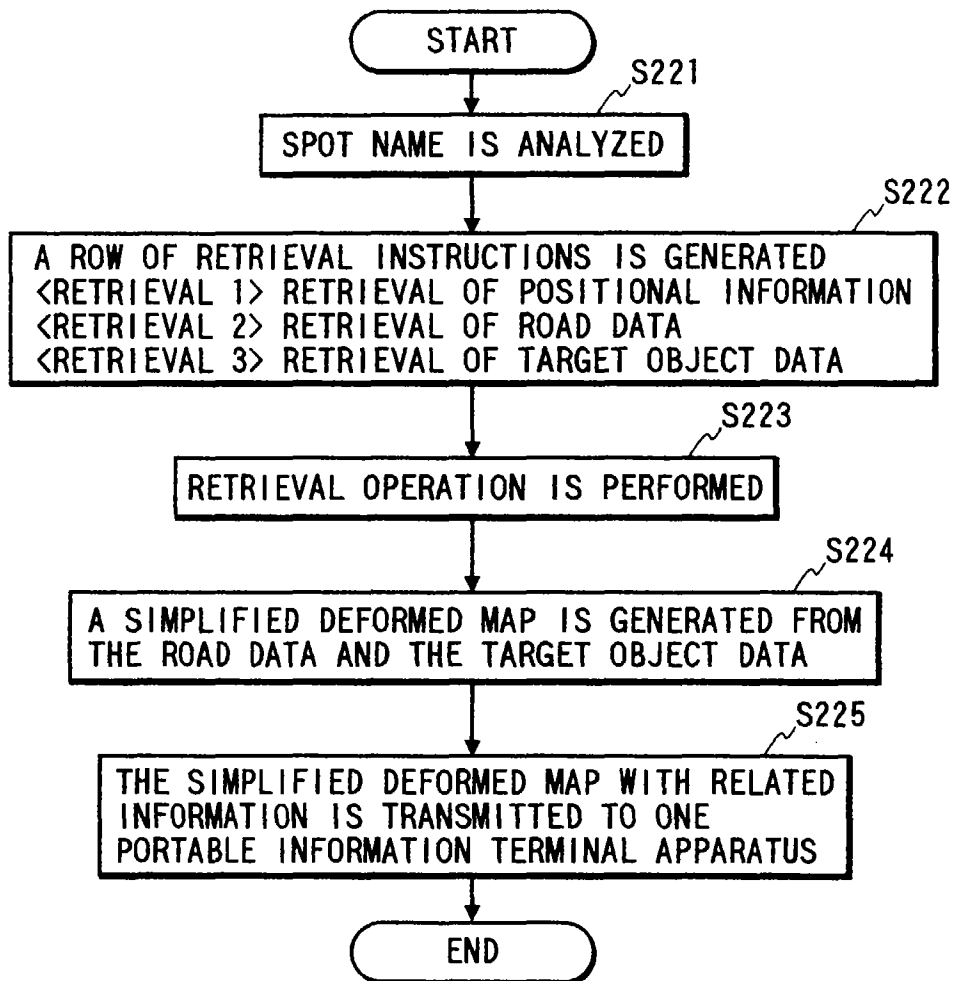 START
S221
SPOT NAME IS ANALYZED
S222
A ROW OF RETRIEVAL INSTRUCTIONS IS GENERATED
<RETRIEVAL 1> RETRIEVAL OF POSITIONAL INFORMATION
<RETRIEVAL 2> RETRIEVAL OF ROAD DATA
<RETRIEVAL 3> RETRIEVAL OF TARGET OBJECT DATA
S223
RETRIEVAL OPERATION IS PERFORMED
S224
A SIMPLIFIED DEFORMED MAP IS GENERATED FROM
THE ROAD DATA AND THE TARGET OBJECT DATA
S225
THE SIMPLIFIED DEFORMED MAP WITH RELATED
INFORMATION IS TRANSMITTED TO ONE
PORTABLE INFORMATION TERMINAL APPARATUS
END